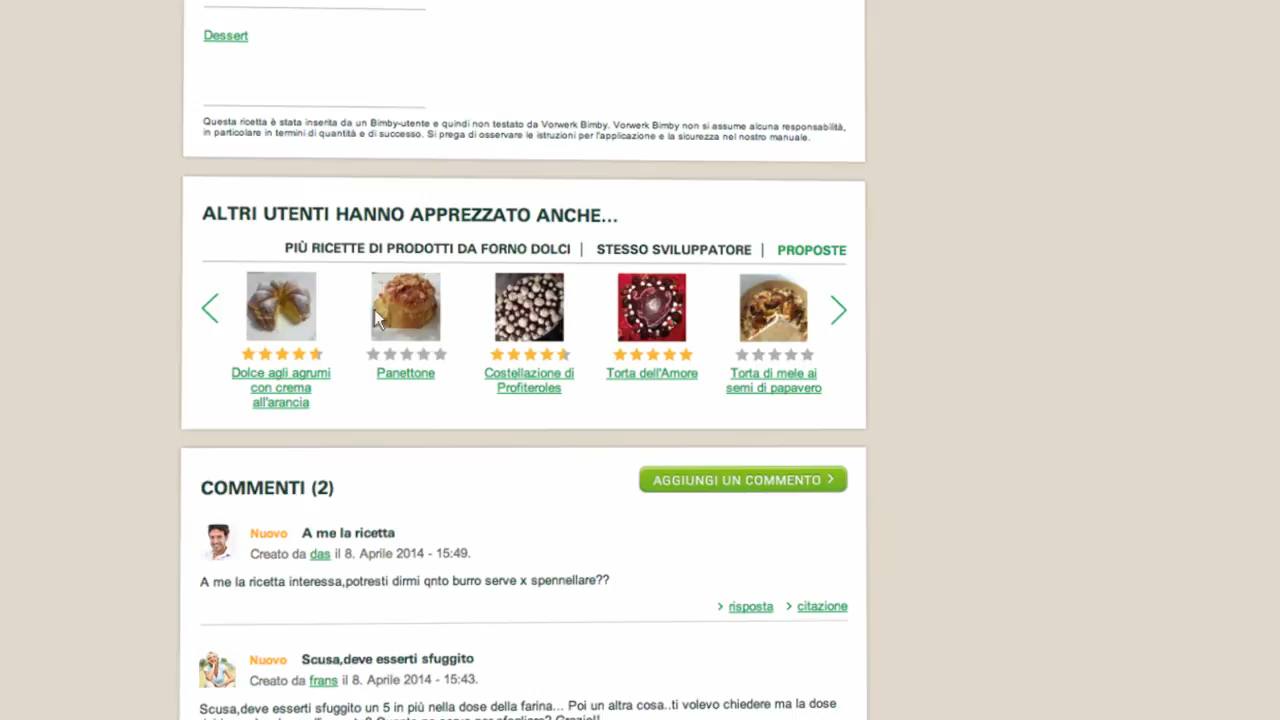 Dessert
Questa ricetta è stata inserita da un Bimby-utente e quindi non testato da Vorwerk Bimby. Vorwerk Bimby non si assume alcuna responsabilità,
in particolare in termini di quantità e di successo. Si prega di osservare le istruzioni per l'applicazione e la sicurezza nel nostro manuale.
ALTRI UTENTI HANNO APPREZZATO ANCHE...
PIÙ RICETTE DI PRODOTTI DA FORNO DOLCI | STESSO SVILUPPATORE | PROPOSTE
Dolce agli agrumi
con crema
all'arancia
Panettone
Costellazione di
Profiteroles
Torta dell'Amore
Torta di mele ai
semi di papavero
COMMENTI (2)
AGGIUNGI UN COMMENTO >
Nuovo A me la ricetta
Creato da das il 8. Aprile 2014 - 15:49.
A me la ricetta interessa,potresti dirmi qnto burro serve x spennellare??
> risposta > citazione
Nuovo Scusa,deve esserti sfuggito
Creato da frans il 8. Aprile 2014 - 15:43.
Scusa,deve esserti sfuggito un 5 in più nella dose della farina... Poi un altra cosa..ti volevo chiedere ma la dose